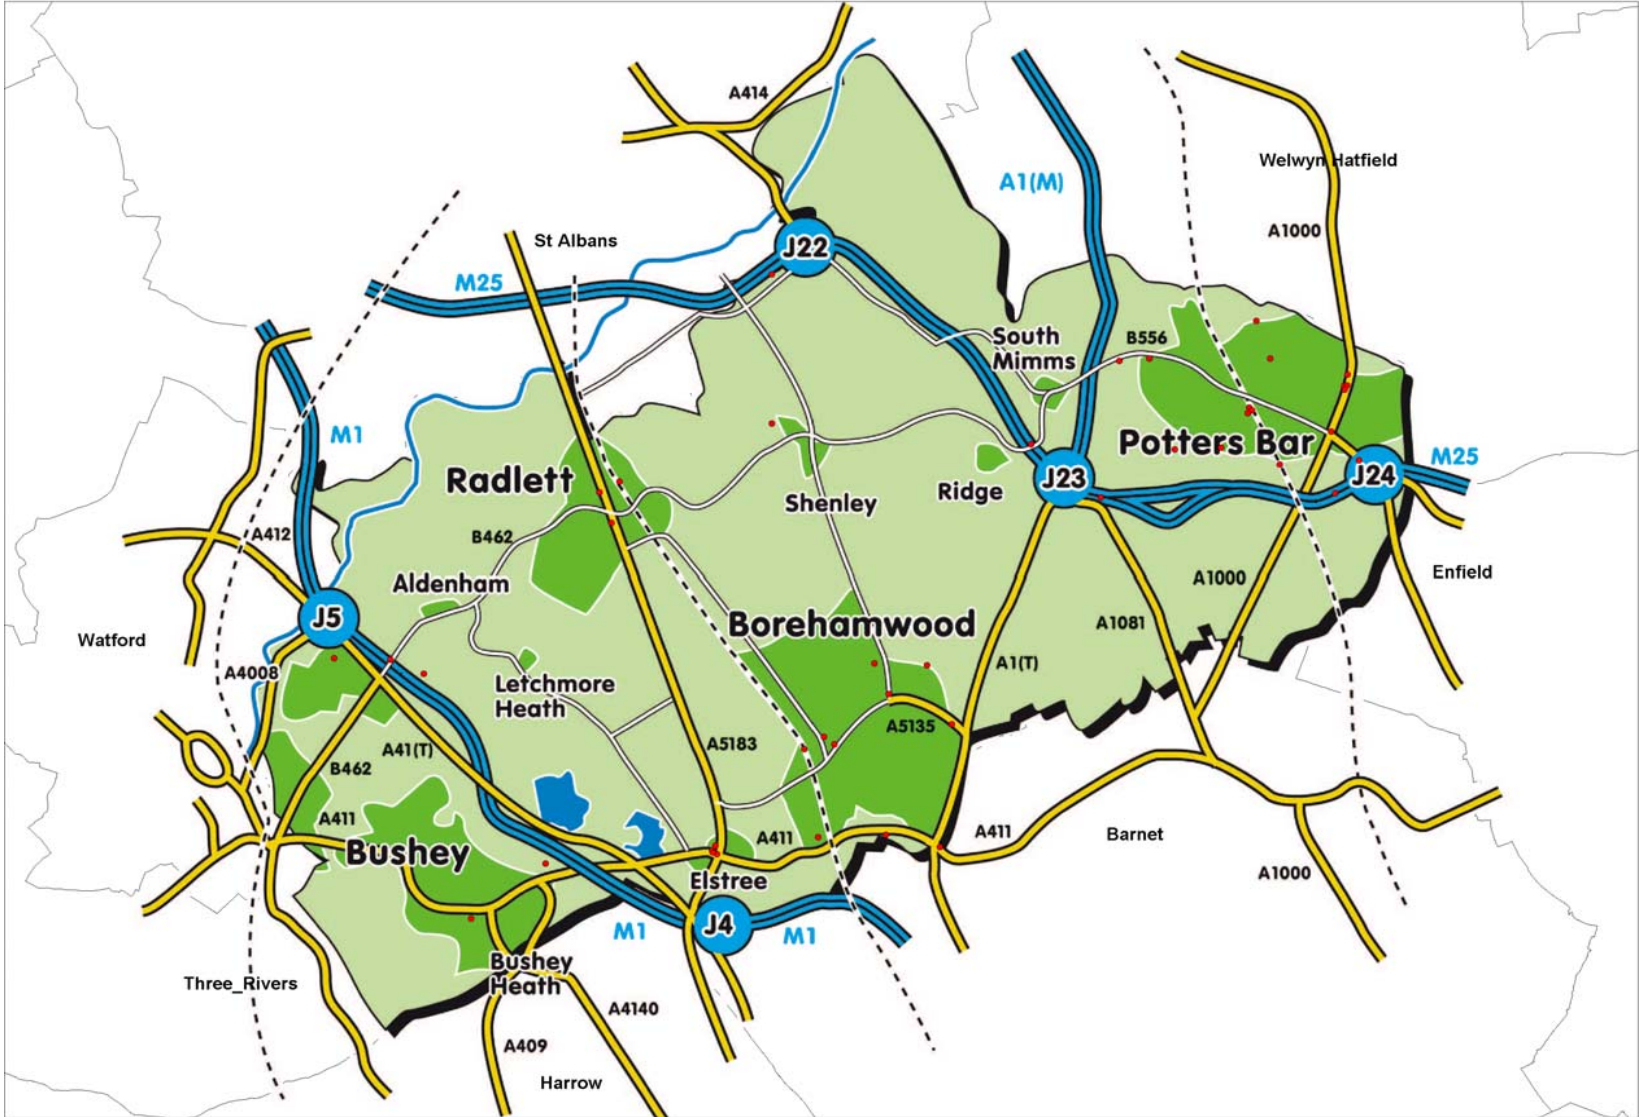 A414
A1(M)
Welwyn Hatfield
A1000
St Albans
J22
M25
South
Mimms
B556
M1
Potters Bar
M25
Radlett
J23
J24
Ridge
Shenley
A412
B462
Aldenham
Enfield
A1000
J5
Borehamwood
A1081
Watford
A1(T)
A4008
Letchmore
Heath
A5135
A5183
A41(T)
B462
A411
A411
A411
Barnet
Bushey
A1000
Elstree
J4
M1
M1
Bushey
Heath
Three_Rivers
A4140
A409
Harrow